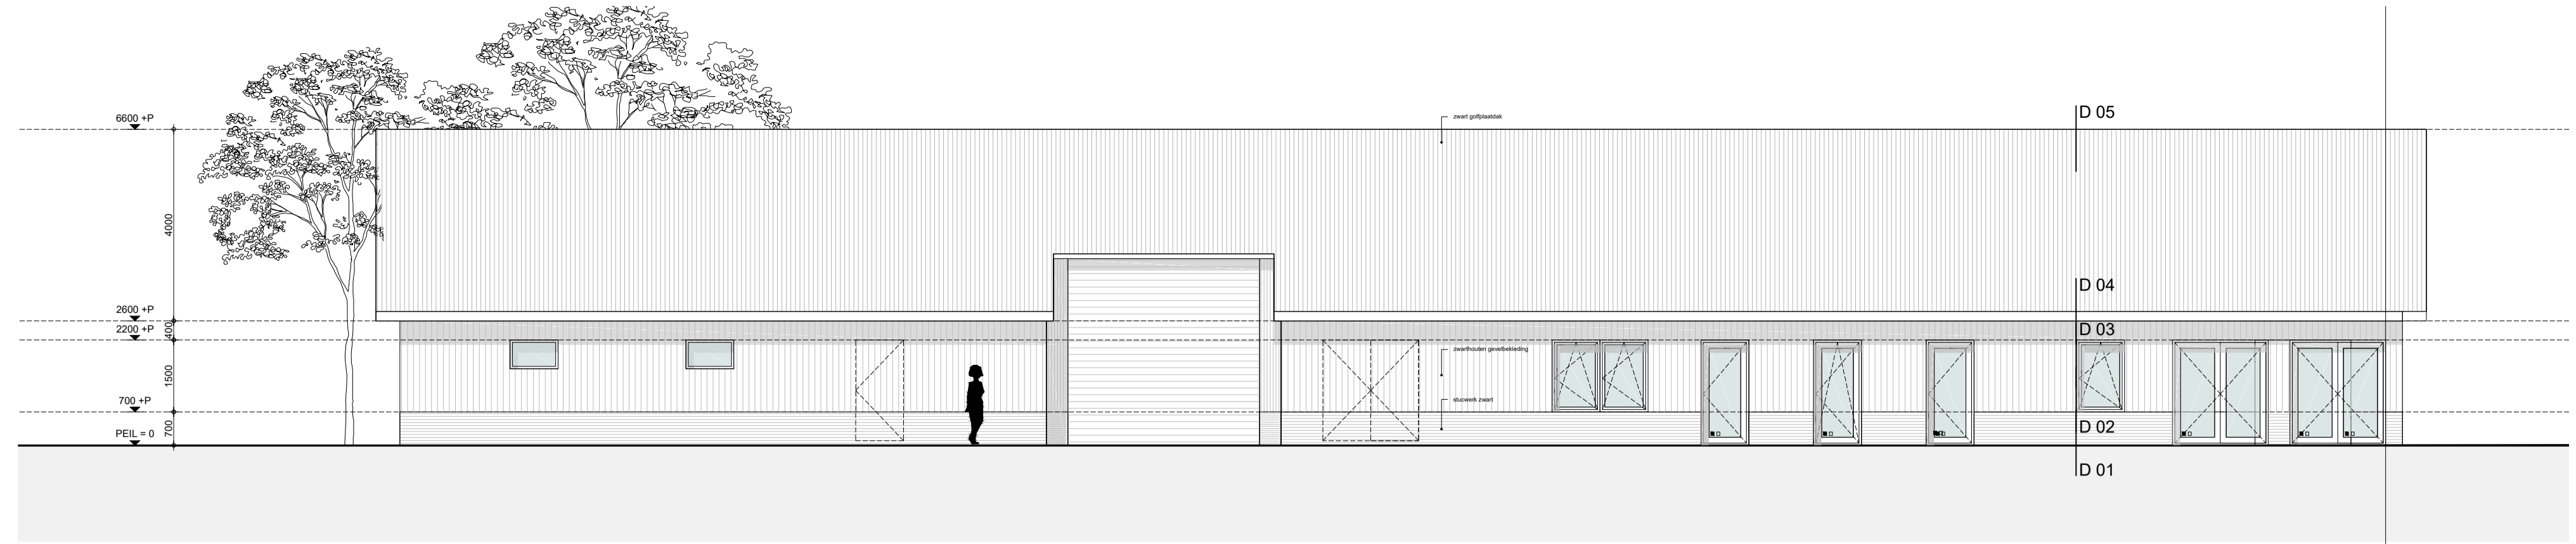 D 05
zwart golfplaatdak
6600 +P
4000
D 04
2600 +P
400
2200 +P
D 03
zwarthouten gevelbekleding
1500
stucwerk zwart
700 +P
700
PEIL = 0
D 02
D 01